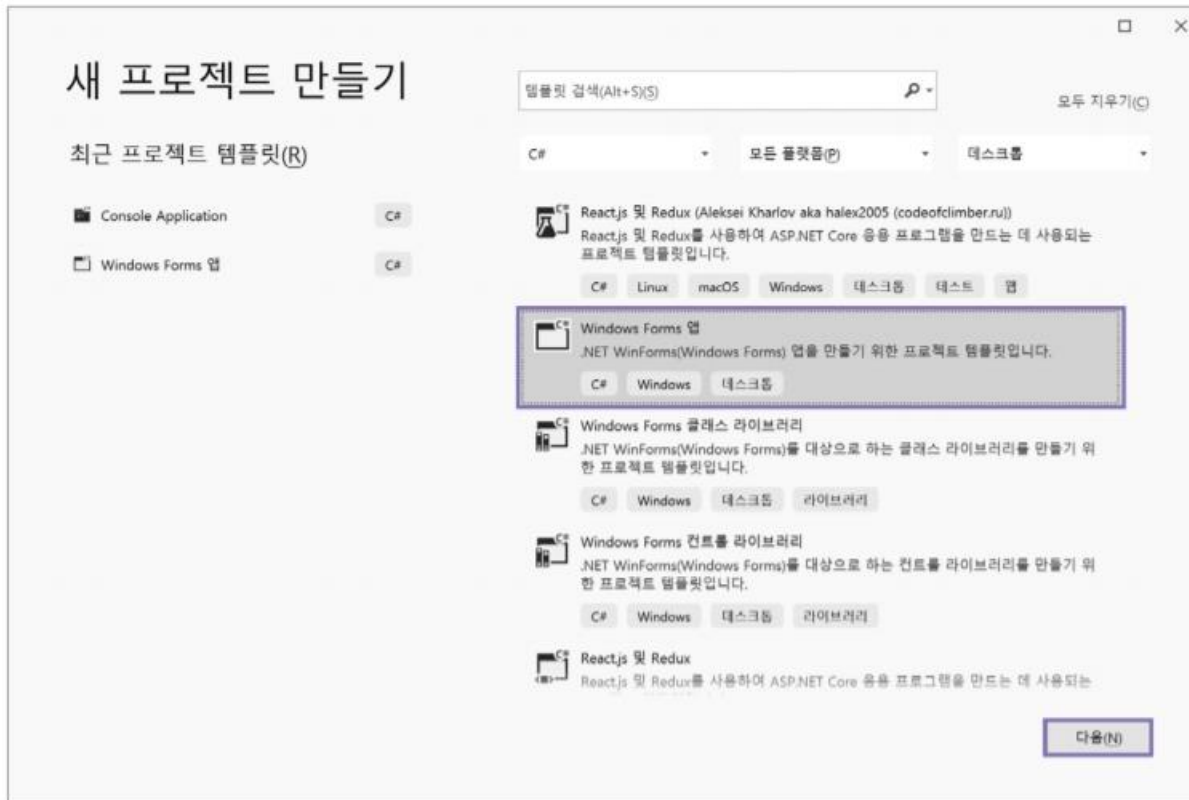 새 프로젝트 만들기
템플릿 검색(Alt+S)(S)
모두 지우기(C)
최근 프로젝트 템플릿(R)
C#
모든 플랫폼(P)
데스크톱
Console Application
C#
Windows Forms 앱
C#
React.js 및 Redux (Aleksei Kharlov aka halex2005 (codeofclimber.ru))
React.js 및 Redux를 사용하여 ASP.NET Core 응용 프로그램을 만드는 데 사용되는
프로젝트 템플릿입니다.
C# Linux macOS Windows 데스크톱 테스트 웹
Windows Forms 앱
.NET WinForms(Windows Forms) 앱을 만들기 위한 프로젝트 템플릿입니다.
C# Windows 데스크톱
Windows Forms 클래스 라이브러리
.NET WinForms(Windows Forms)를 대상으로 하는 클래스 라이브러리를 만들기 위
한 프로젝트 템플릿입니다.
C# Windows 데스크톱 라이브러리
Windows Forms 컨트롤 라이브러리
.NET WinForms(Windows Forms)를 대상으로 하는 컨트롤 라이브러리를 만들기 위
한 프로젝트 템플릿입니다.
C# Windows 데스크톱 라이브러리
React.js 및 Redux
React.js 및 Redux를 사용하여 ASP.NET Core 응용 프로그램을 만드는 데 사용되는
다음(N)